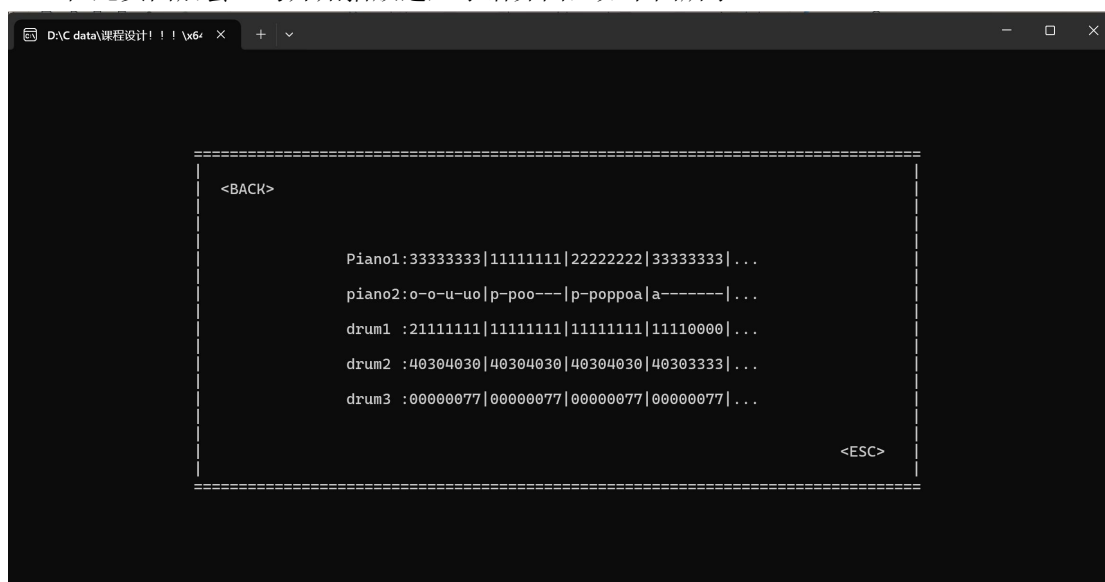 D:\C data\课程设计！！！\x64
<BACK>
Piano1:33333333|11111111|22222222|33333333|...
piano2:o-o-u-uo|p-poo---|p-poppoa|a-------|...
drum1 :21111111|11111111|11111111|11110000|...
drum2 :40304030|40304030|40304030|40303333|...
drum3 :00000077|00000077|00000077|00000077|...
<ESC>